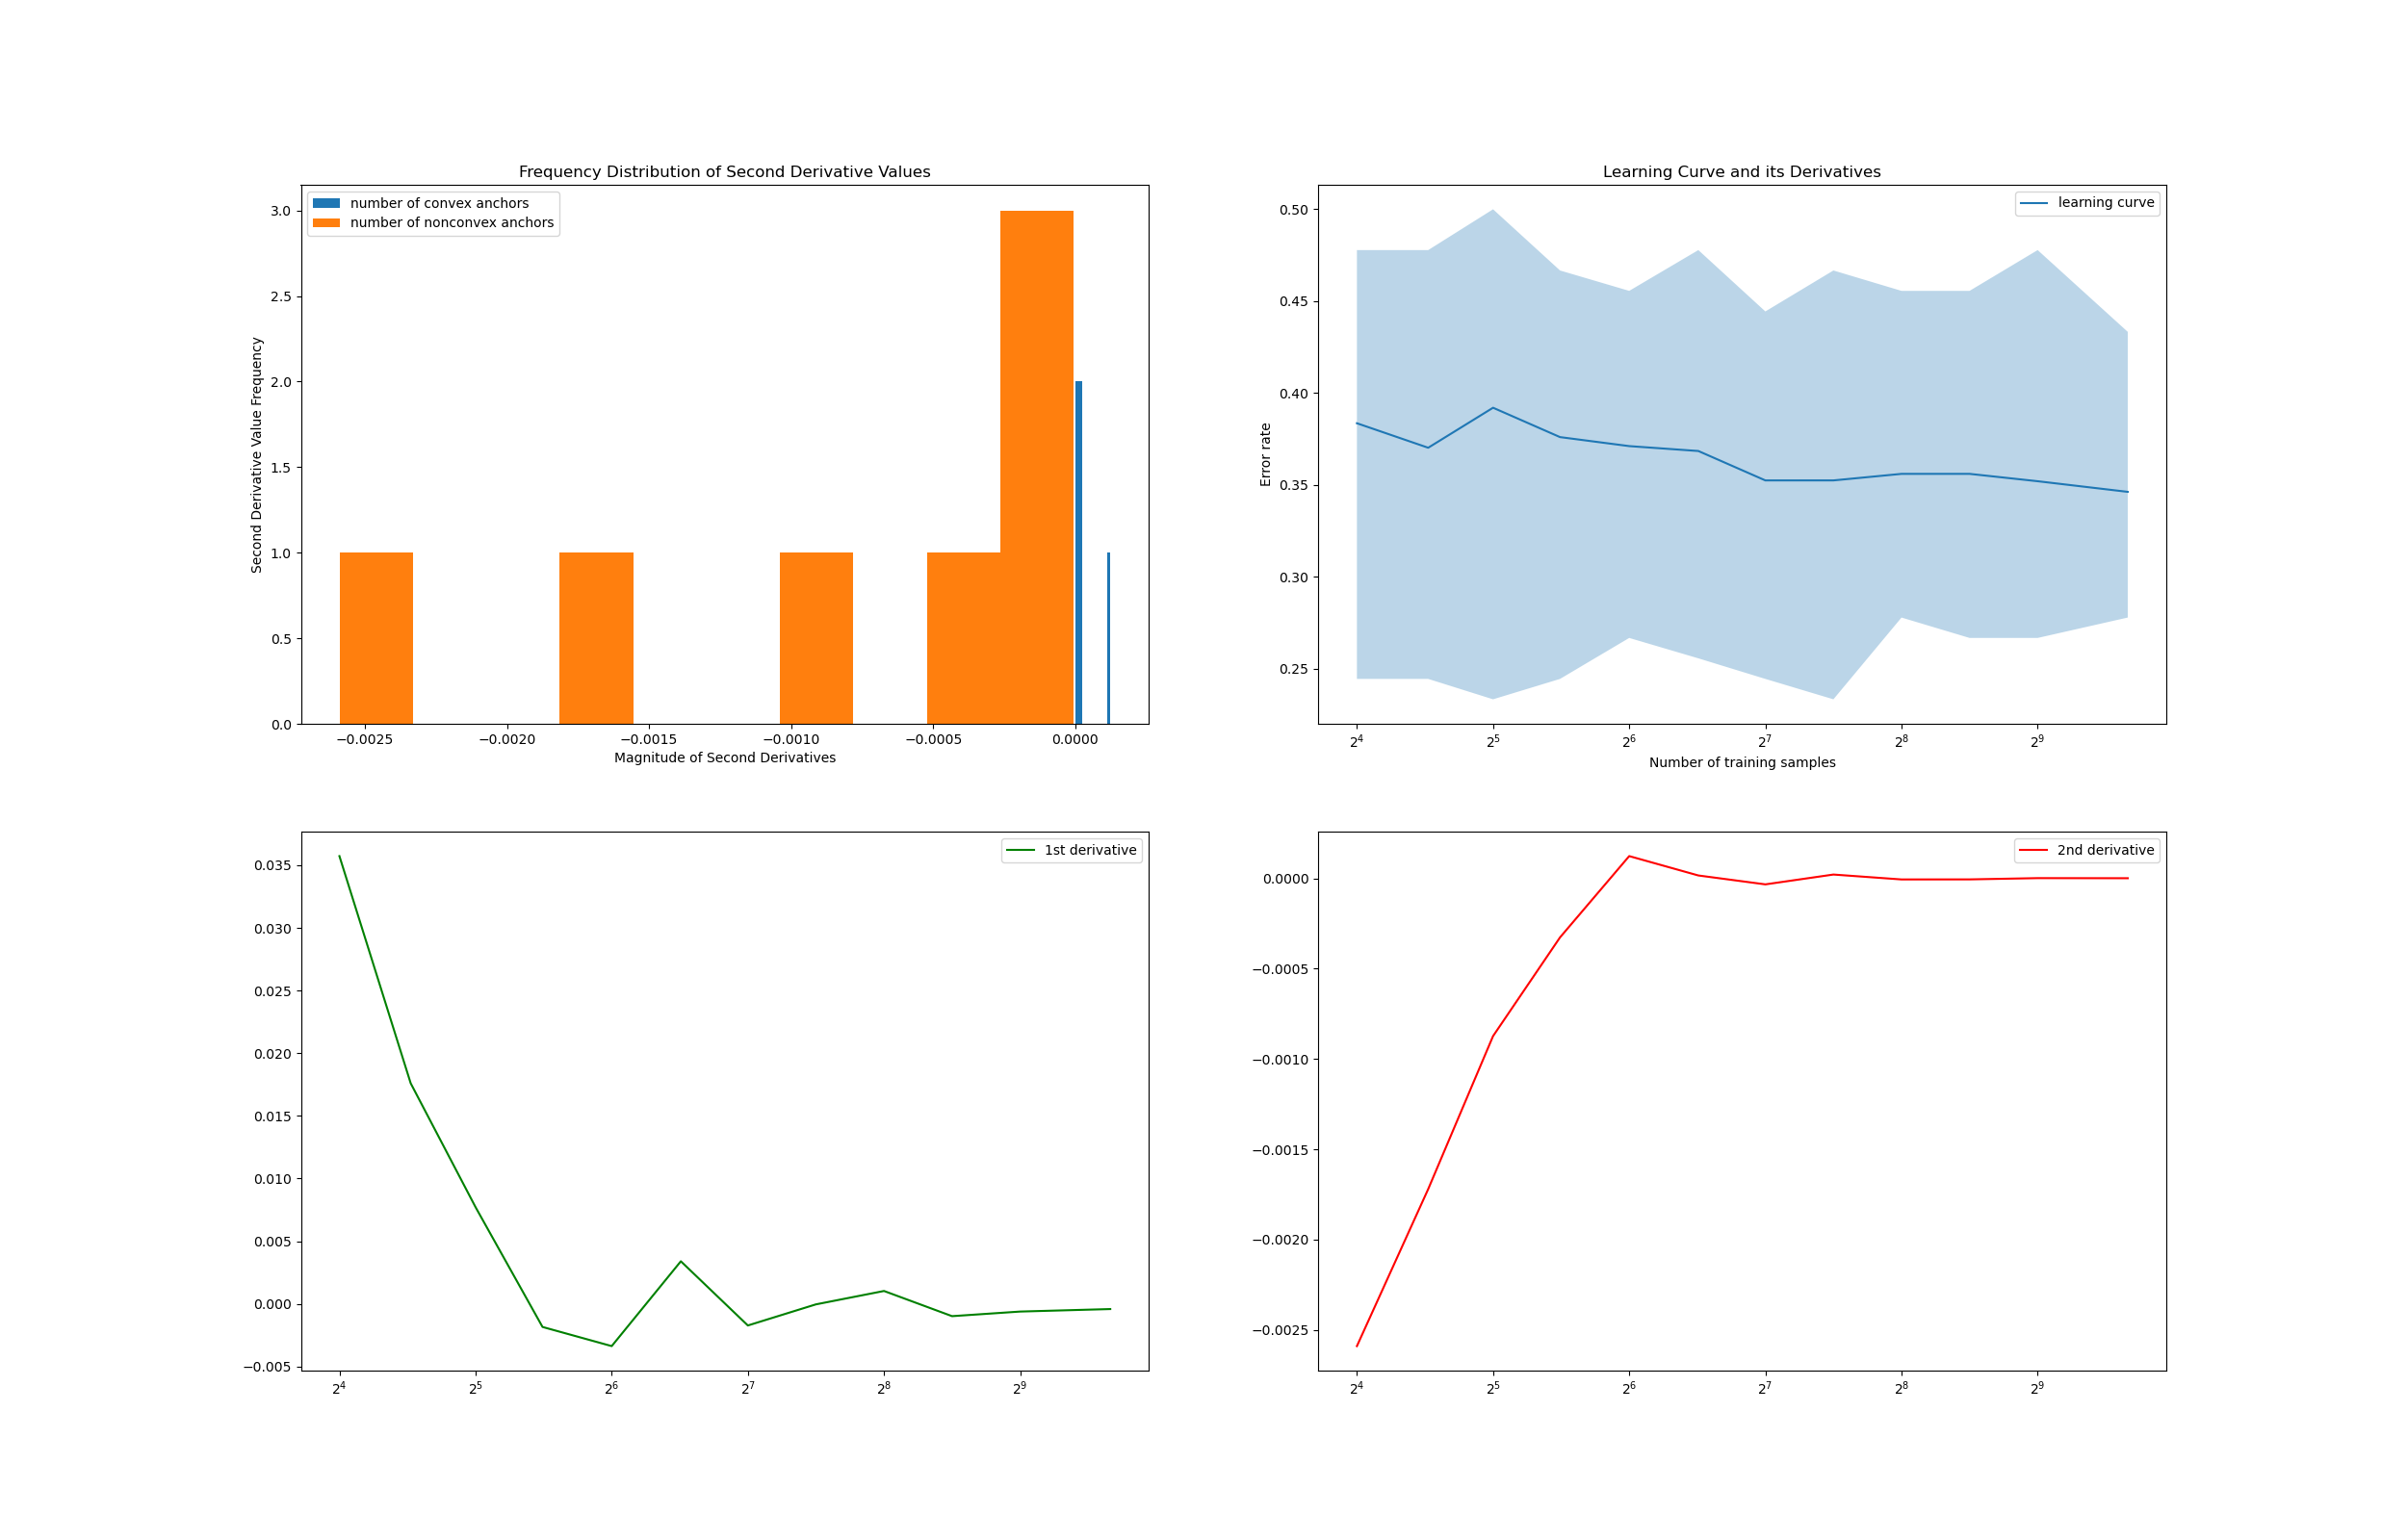 Frequency Distribution of Second Derivative Values
number of convex anchors
number of nonconvex anchors
Second Derivative Value Frequency
3.0
2.5
2.0
1.5
1.0
0.5
0.0
−0.0025 −0.0020 −0.0015 −0.0010 −0.0005 0.0000
Magnitude of Second Derivatives
Learning Curve and its Derivatives
learning curve
Error rate
0.50
0.45
0.40
0.35
0.30
0.25
2⁴ 2⁵ 2⁶ 2⁷ 2⁸ 2⁹
Number of training samples
1st derivative
0.035
0.030
0.025
0.020
0.015
0.010
0.005
0.000
−0.005
2⁴ 2⁵ 2⁶ 2⁷ 2⁸ 2⁹
2nd derivative
0.0000
−0.0005
−0.0010
−0.0015
−0.0020
−0.0025
2⁴ 2⁵ 2⁶ 2⁷ 2⁸ 2⁹